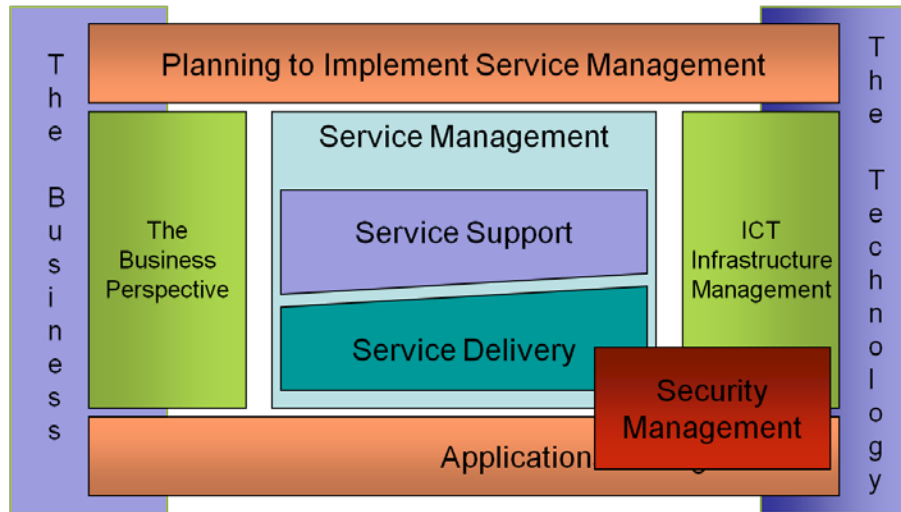 Planning to Implement Service Management
The Business
The Technology
Service Management
The
Business
Perspective
Service Support
ICT
Infrastructure
Management
Service Delivery
Security
Management
Application